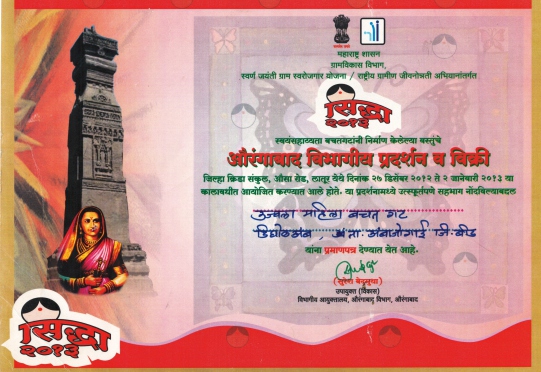 महाराष्ट्र शासन
ग्रामविकास विभाग,
स्वर्ण जयंती ग्राम स्वरोजगार योजना / राष्ट्रीय ग्रामीण जीवनोन्नती अभियानांतर्गत
सिद्धा
२०१३
स्वयंसहाय्यता बचतगटांनी निर्माण केलेल्या वस्तूंचे
औरंगाबाद विभागीय प्रदर्शन व विक्री
जिल्हा क्रिडा संकुल, औसा रोड, लातूर येथे दिनांक २७ डिसेंबर २०१२ ते २ जानेवारी २०१३ या
कालावधीत आयोजित करण्यात आले होते. या प्रदर्शनामध्ये उत्स्फूर्तपणे सहभाग नोंदविल्याबद्दल
उज्वला महिला बचत गट
ता. अंबाजोगाई जि. बीड
यांना प्रमाणपत्र देण्यात येत आहे.
उपायुक्त (विकास)
विभागीय आयुक्तालय, औरंगाबाद विभाग, औरंगाबाद
सिद्धा
२०१३